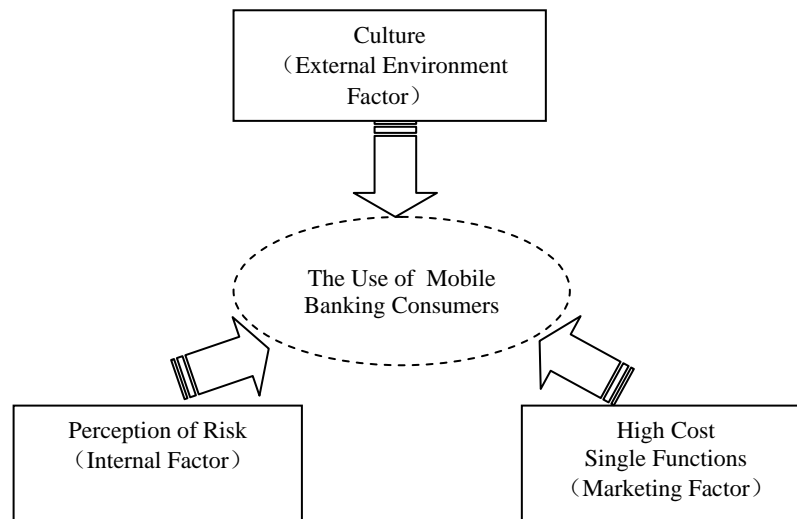 Culture
（External Environment
Factor）
The Use of Mobile
Banking Consumers
Perception of Risk
（Internal Factor）
High Cost
Single Functions
（Marketing Factor）